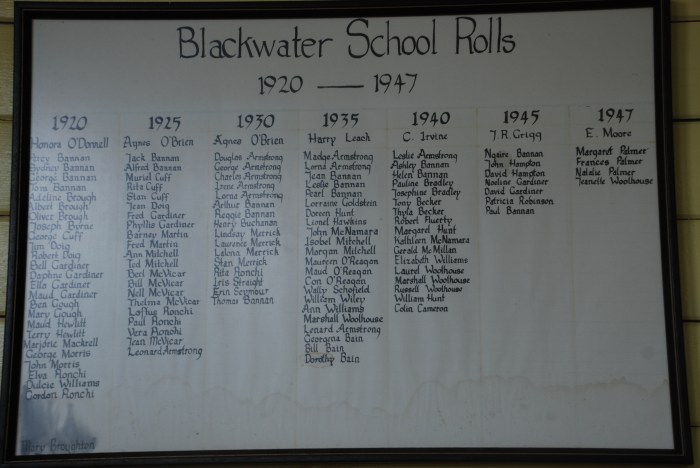 Blackwater School Rolls
1920 — 1947
1920
Honora O'Donnell
Percy Bannan
Sydney Bannan
George Bannan
Tom Bannan
Adeline Brough
Albert Brough
Oliver Brough
Joseph Byrne
George Cuff
Jim Doig
Robert Doig
Bell Gardiner
Daphne Gardiner
Ella Gardiner
Maud Gardiner
Ben Gough
Mary Gough
Maud Hewitt
Terry Hewitt
Marjorie Mackrell
George Morris
John Morris
Elva Ronchi
Dulcie Williams
Gordon Ronchi
Mary Broughton
1925
Agnes O'Brien
Jack Bannan
Alfred Bannan
Muriel Cuff
Rita Cuff
Stan Cuff
Jean Doig
Fred Gardiner
Phyllis Gardiner
Barney Martin
Fred Martin
Ann Mitchell
Ted Mitchell
Berl McVicar
Bill McVicar
Nell McVicar
Thelma McVicar
Loftus Ronchi
Paul Ronchi
Vera Ronchi
Jean McVicar
Leonard Armstrong
1930
Agnes O'Brien
Douglas Armstrong
George Armstrong
Charles Armstrong
Irene Armstrong
Lorna Armstrong
Arthur Bannan
Reggie Bannan
Henry Buchanan
Lindsay Merrick
Laurence Merrick
Lalona Merrick
Stan Merrick
Rita Ronchi
Iris Straight
Erin Seymour
Thomas Bannan
1935
Harry Leach
Madge Armstrong
Lorna Armstrong
Jean Bannan
Leslie Bannan
Pearl Bannan
Lorraine Goldstein
Doreen Hunt
Lionel Hawkins
John McNamara
Isobel Mitchell
Morgan Mitchell
Maureen O'Reagan
Maud O'Reagan
Con O'Reagan
Wally Schofield
William Wiley
Ann Williams
Marshall Woolhouse
Lenard Armstrong
Georgena Bain
Bill Bain
Dorothy Bain
1940
C. Irvine
Leslie Armstrong
Ashley Bannan
Helen Bannan
Pauline Bradley
Josephine Bradley
Tony Becker
Thyla Becker
Robert Fuerty
Margaret Hunt
Kathleen McNamara
Gerald McMillan
Elizabeth Williams
Laurel Woolhouse
Marshall Woolhouse
Russell Woolhouse
William Hunt
Colin Cameron
1945
T. R. Grigg
Ngaire Bannan
John Hampton
David Hampton
Noeline Gardiner
David Gardiner
Patricia Robinson
Paul Bannan
1947
E. Moore
Margaret Palmer
Frances Palmer
Natalie Palmer
Jeanette Woolhouse